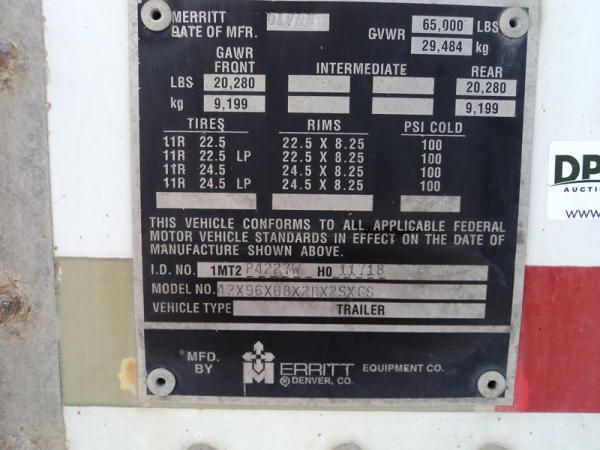 MERRITT
DATE OF MFR.
GVWR 65,000 LBS
29,484 kg
GAWR
FRONT INTERMEDIATE REAR
LBS 20,280 20,280
kg 9,199 9,199
TIRES RIMS PSI COLD
11R 22.5 22.5 X 8.25 100
11R 22.5 LP 22.5 X 8.25 100
11R 24.5 24.5 X 8.25 100
11R 24.5 LP 24.5 X 8.25 100
THIS VEHICLE CONFORMS TO ALL APPLICABLE FEDERAL
MOTOR VEHICLE STANDARDS IN EFFECT ON THE DATE OF
MANUFACTURE SHOWN ABOVE.
I.D. NO. 1MT2 P4227W H0 11718
MODEL NO.
VEHICLE TYPE TRAILER
MFD.
BY
MERRITT EQUIPMENT CO.
® DENVER, CO.
DP
AUCTIO
www.